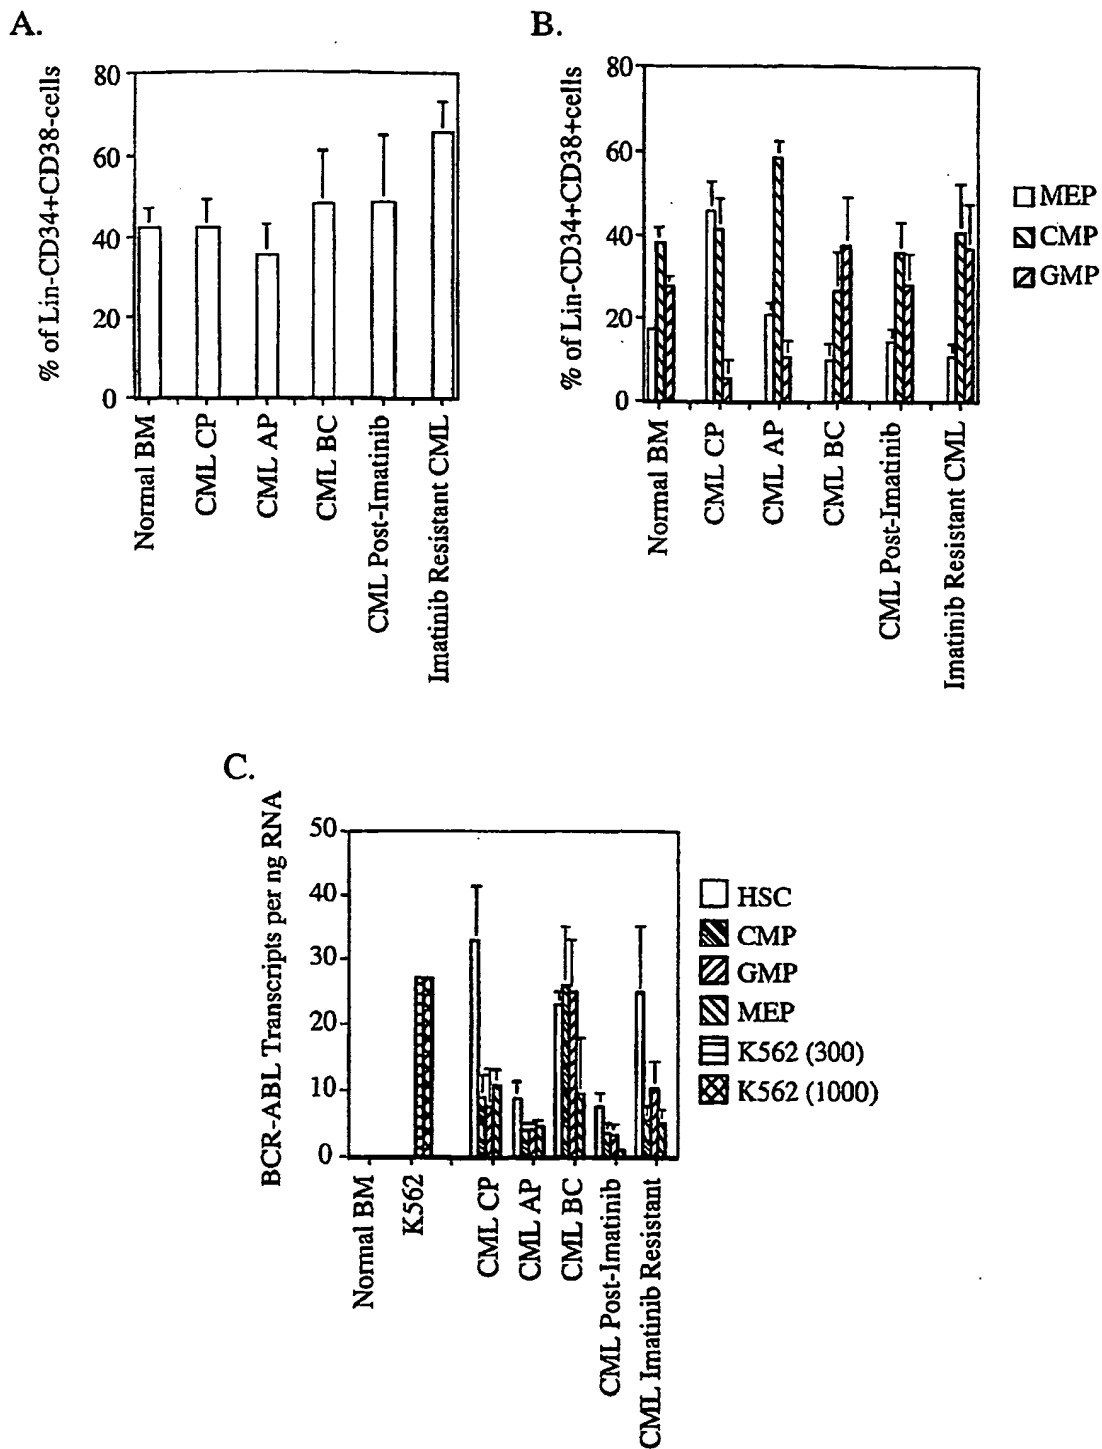 A.
% of Lin-CD34+CD38-cells
80
60
40
20
0
Normal BM
CML CP
CML AP
CML BC
CML Post-Imatinib
Imatinib Resistant CML
B.
% of Lin-CD34+CD38+cells
80
60
40
20
0
Normal BM
CML CP
CML AP
CML BC
CML Post-Imatinib
Imatinib Resistant CML
MEP
CMP
GMP
C.
BCR-ABL Transcripts per ng RNA
50
40
30
20
10
0
Normal BM
K562
CML CP
CML AP
CML BC
CML Post-Imatinib
CML Imatinib Resistant
HSC
CMP
GMP
MEP
K562 (300)
K562 (1000)